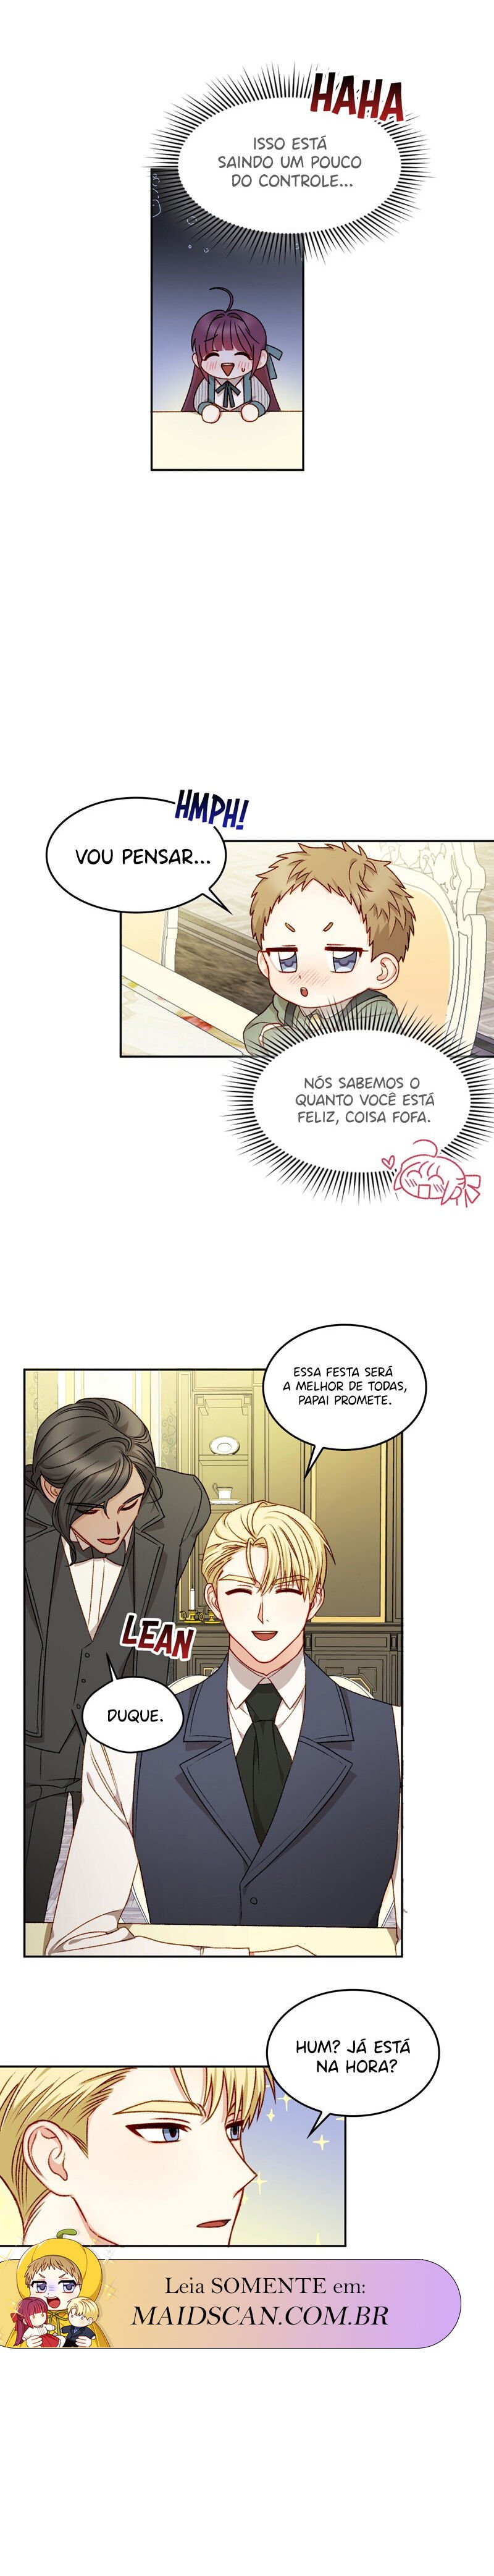 HAHA
ISSO ESTÁ
SAINDO UM POUCO
DO CONTROLE...
HMPH!
VOU PENSAR...
NÓS SABEMOS O
QUANTO VOCÊ ESTÁ
FELIZ, COISA FOFA.
ESSA FESTA SERÁ
A MELHOR DE TODAS,
PAPAI PROMETE.
LEAN
DUQUE.
HUM? JÁ ESTÁ
NA HORA?
Leia SOMENTE em:
MAIDSCAN.COM.BR